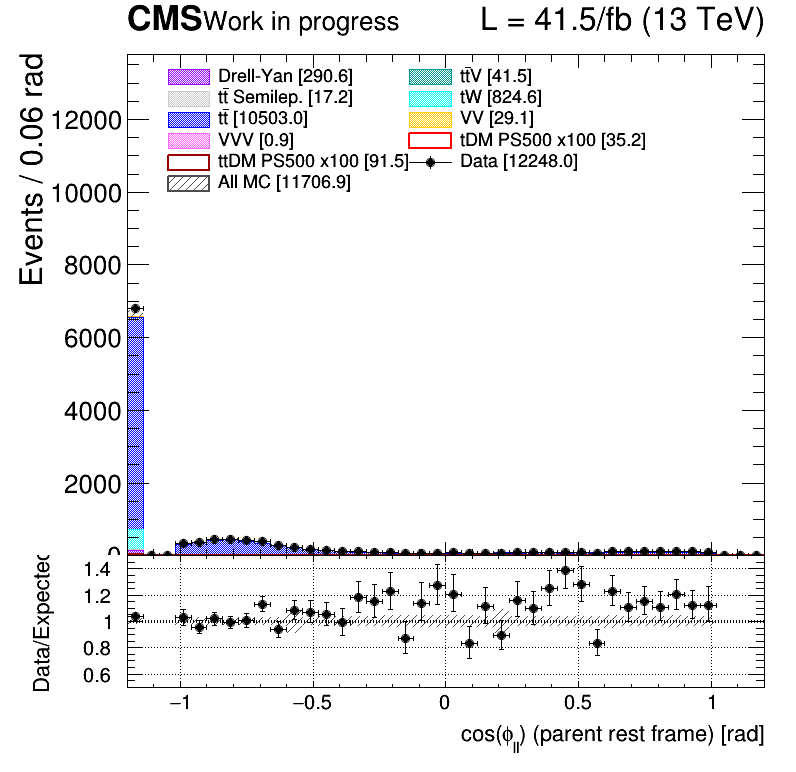 CMS Work in progress L = 41.5/fb (13 TeV)
Events / 0.06 rad
Drell-Yan [290.6] tt̄V [41.5]
tt̄ Semilep. [17.2] tW [824.6]
tt̄ [10503.0] VV [29.1]
VVV [0.9] tDM PS500 x100 [35.2]
ttDM PS500 x100 [91.5] Data [12248.0]
All MC [11706.9]
12000
10000
8000
6000
4000
2000
0
Data/Expected
1.4
1.2
1
0.8
0.6
−1 −0.5 0 0.5 1
cos(ϕ_ll) (parent rest frame) [rad]